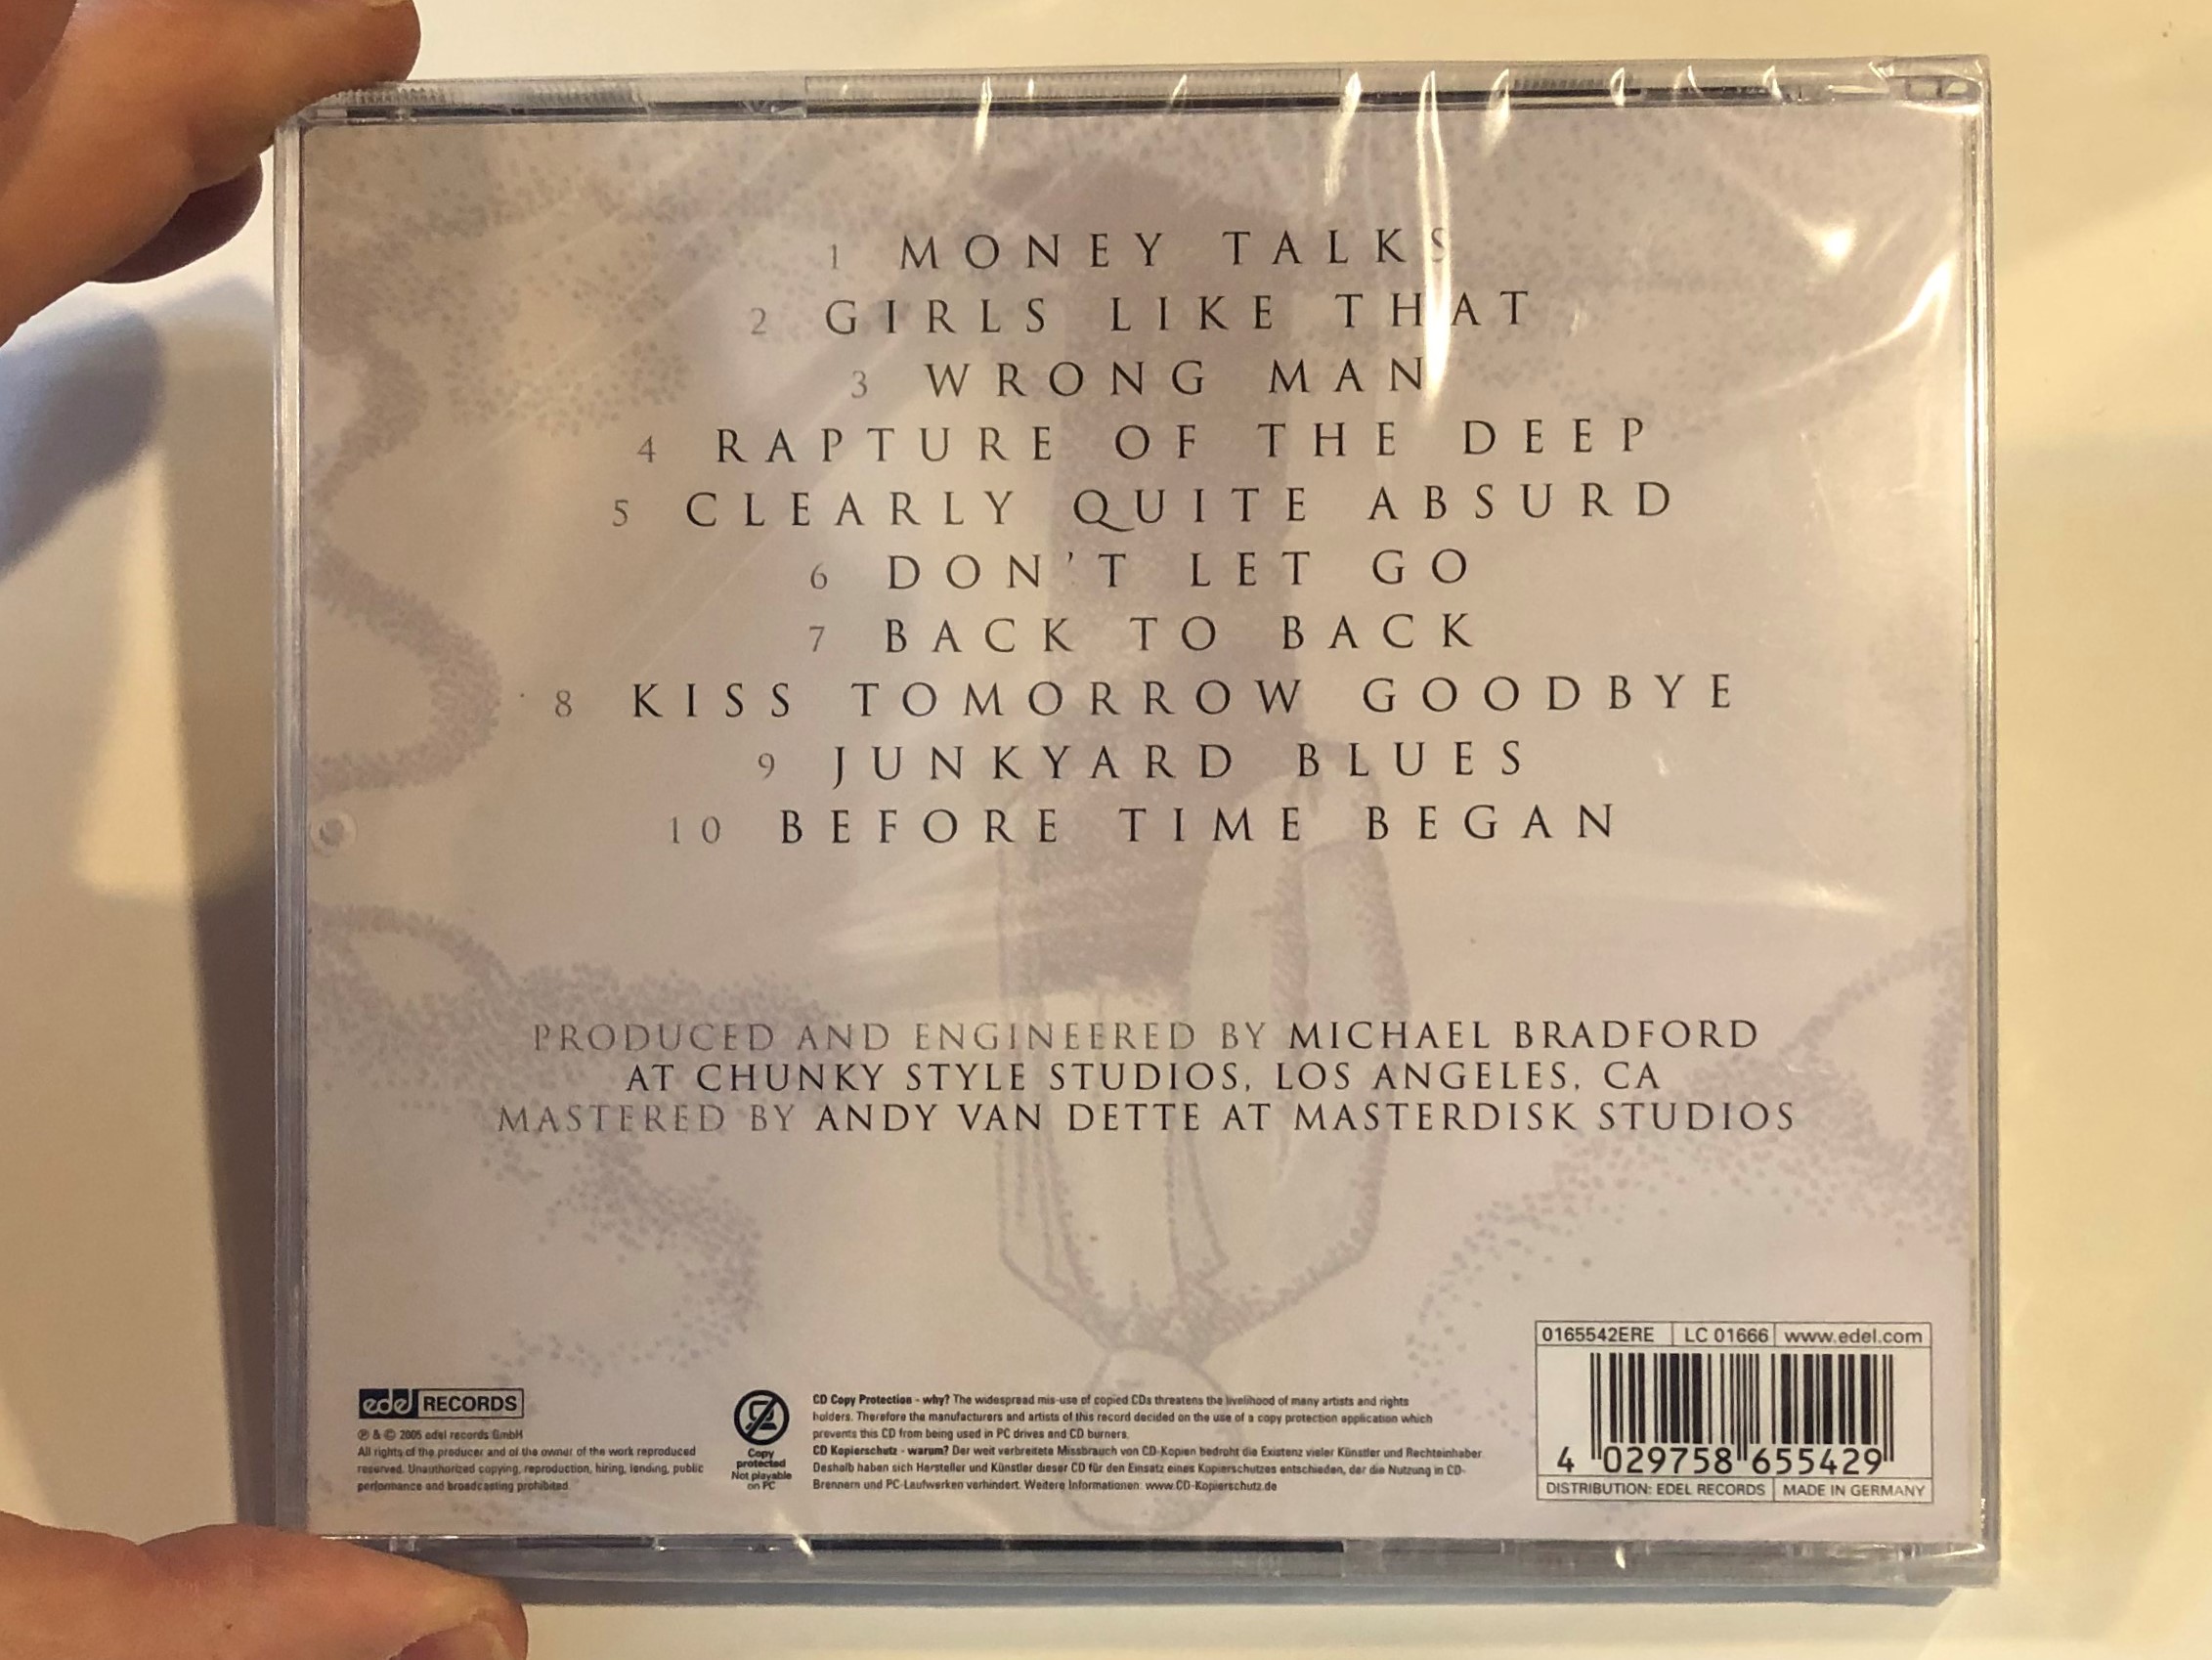 1 MONEY TALKS
2 GIRLS LIKE THAT
3 WRONG MAN
4 RAPTURE OF THE DEEP
5 CLEARLY QUITE ABSURD
6 DON'T LET GO
7 BACK TO BACK
8 KISS TOMORROW GOODBYE
9 JUNKYARD BLUES
10 BEFORE TIME BEGAN
PRODUCED AND ENGINEERED BY MICHAEL BRADFORD
AT CHUNKY STYLE STUDIOS, LOS ANGELES, CA
MASTERED BY ANDY VAN DETTE AT MASTERDISK STUDIOS
edel RECORDS
℗ & © 2005 edel records GmbH
All rights of the producer and of the owner of the work reproduced
reserved. Unauthorized copying, reproduction, hiring, lending, public
performance and broadcasting prohibited.
Copy
protected
Not playable
on PC
CD Copy Protection - why? The widespread mis-use of copied CDs threatens the livelihood of many artists and rights
holders. Therefore the manufacturers and artists of this record decided on the use of a copy protection application which
prevents this CD from being used in PC drives and CD burners.
CD Kopierschutz - warum? Der weit verbreitete Missbrauch von CD-Kopien bedroht die Existenz vieler Künstler und Rechteinhaber.
Deshalb haben sich Hersteller und Künstler dieser CD für den Einsatz eines Kopierschutzes entschieden, der die Nutzung in CD-
Brennern und PC-Laufwerken verhindert. Weitere Informationen: www.CD-Kopierschutz.de
0165542ERE LC 01666 www.edel.com
4 029758 655429
DISTRIBUTION: EDEL RECORDS MADE IN GERMANY